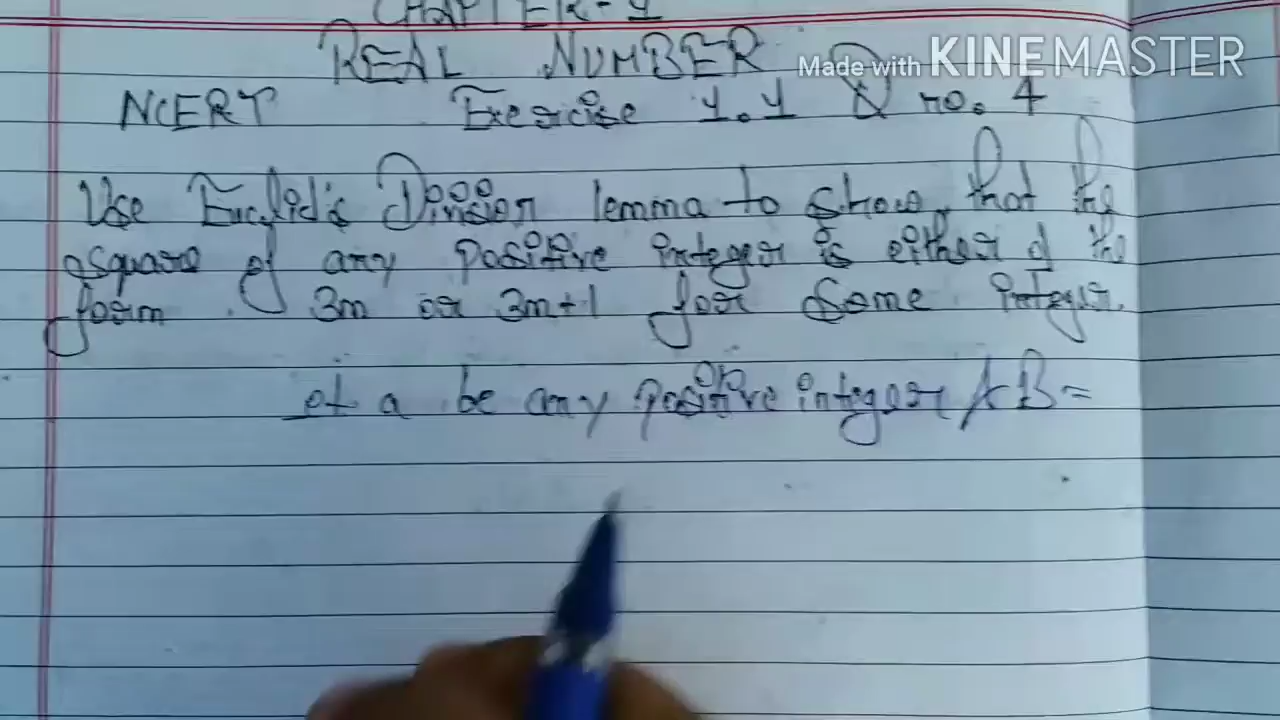 CHAPTER-1
REAL NUMBER
Made with KINEMASTER
NCERT Exercise 1.1 Q no. 4
Use Euclid's Division lemma to show that the
square of any positive integer is either of the
form 3m or 3m+1 for some integer.
et a be any positive integer & B=